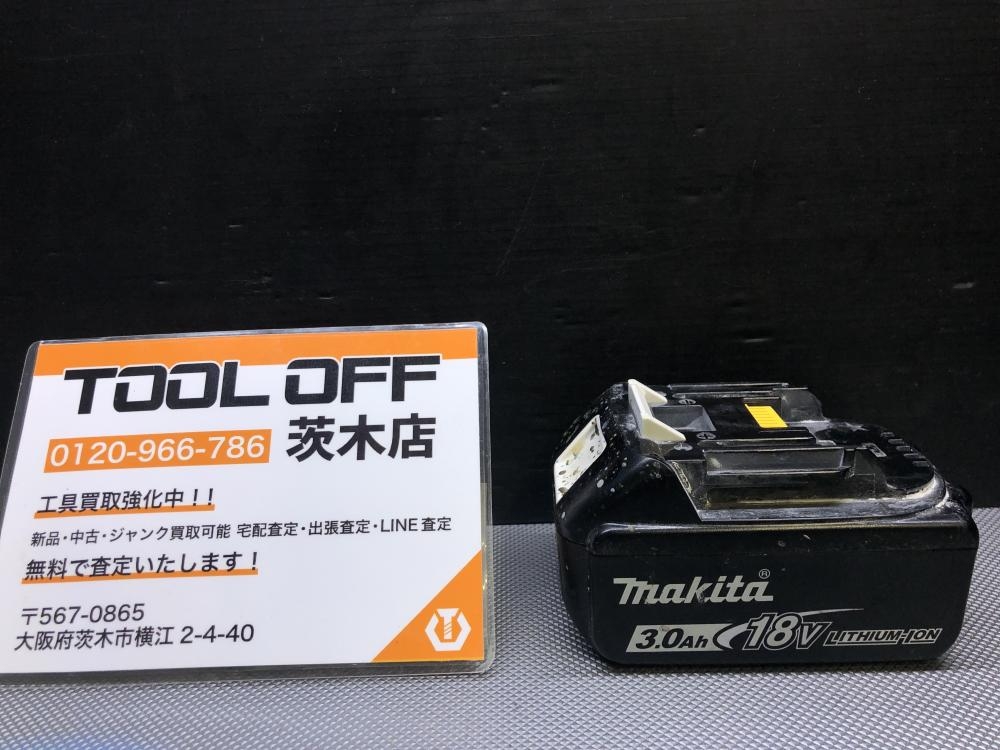 TOOL OFF
0120-966-786 茨木店
工具買取強化中！！
新品・中古・ジャンク買取可能 宅配査定・出張査定・LINE査定
無料で査定いたします！
〒567-0865
大阪府茨木市横江 2-4-40
makita®
3.0Ah 18V LITHIUM-ION